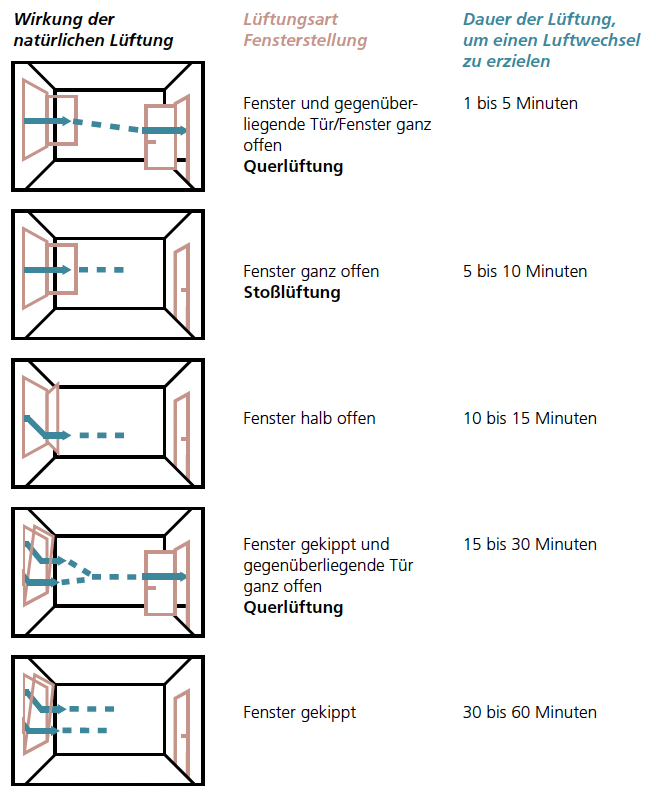 Wirkung der
natürlichen Lüftung
Lüftungsart
Fensterstellung
Dauer der Lüftung,
um einen Luftwechsel
zu erzielen
Fenster und gegenüber-
liegende Tür/Fenster ganz
offen
Querlüftung
1 bis 5 Minuten
Fenster ganz offen
Stoßlüftung
5 bis 10 Minuten
Fenster halb offen
10 bis 15 Minuten
Fenster gekippt und
gegenüberliegende Tür
ganz offen
Querlüftung
15 bis 30 Minuten
Fenster gekippt
30 bis 60 Minuten